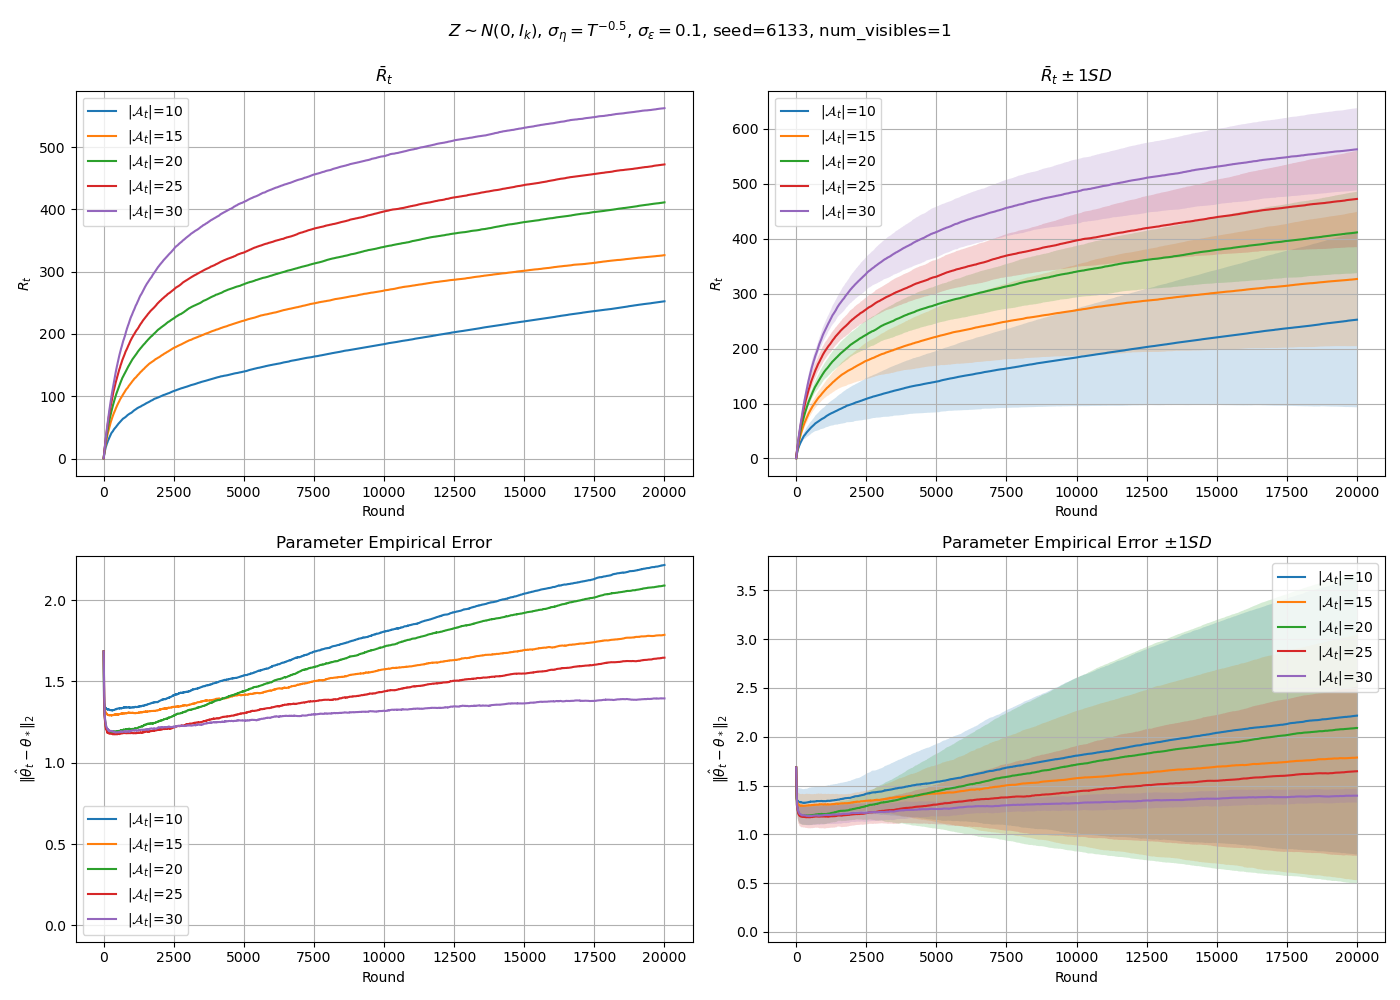 Z ∼ N(0, I_k), σ_η = T^{−0.5}, σ_ε = 0.1, seed=6133, num_visibles=1
R̄_t
R_t
500
400
300
200
100
0
|𝒜_t|=10
|𝒜_t|=15
|𝒜_t|=20
|𝒜_t|=25
|𝒜_t|=30
0 2500 5000 7500 10000 12500 15000 17500 20000
Round
R̄_t ± 1SD
R_t
600
500
400
300
200
100
0
|𝒜_t|=10
|𝒜_t|=15
|𝒜_t|=20
|𝒜_t|=25
|𝒜_t|=30
0 2500 5000 7500 10000 12500 15000 17500 20000
Round
Parameter Empirical Error
‖θ̂_t − θ_*‖_2
2.0
1.5
1.0
0.5
0.0
|𝒜_t|=10
|𝒜_t|=15
|𝒜_t|=20
|𝒜_t|=25
|𝒜_t|=30
0 2500 5000 7500 10000 12500 15000 17500 20000
Round
Parameter Empirical Error ±1SD
‖θ̂_t − θ_*‖_2
3.5
3.0
2.5
2.0
1.5
1.0
0.5
0.0
|𝒜_t|=10
|𝒜_t|=15
|𝒜_t|=20
|𝒜_t|=25
|𝒜_t|=30
0 2500 5000 7500 10000 12500 15000 17500 20000
Round